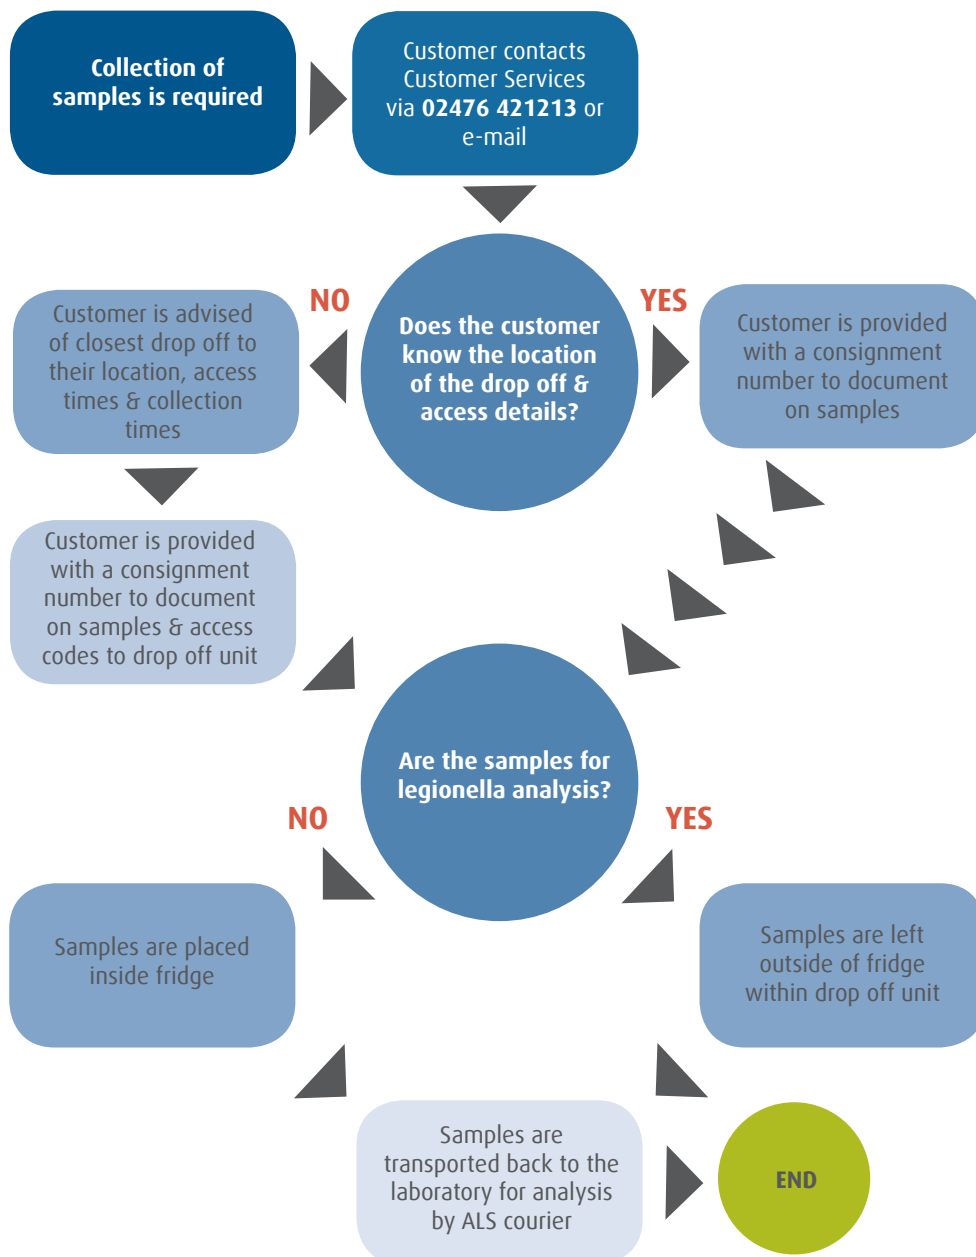 Collection of
samples is required
Customer contacts
Customer Services
via 02476 421213 or
e-mail
NO
YES
Customer is advised
of closest drop off to
their location, access
times & collection
times
Does the customer
know the location
of the drop off &
access details?
Customer is provided
with a consignment
number to document
on samples
Customer is provided
with a consignment
number to document
on samples & access
codes to drop off unit
Are the samples for
legionella analysis?
NO
YES
Samples are placed
inside fridge
Samples are left
outside of fridge
within drop off unit
Samples are
transported back to the
laboratory for analysis
by ALS courier
END